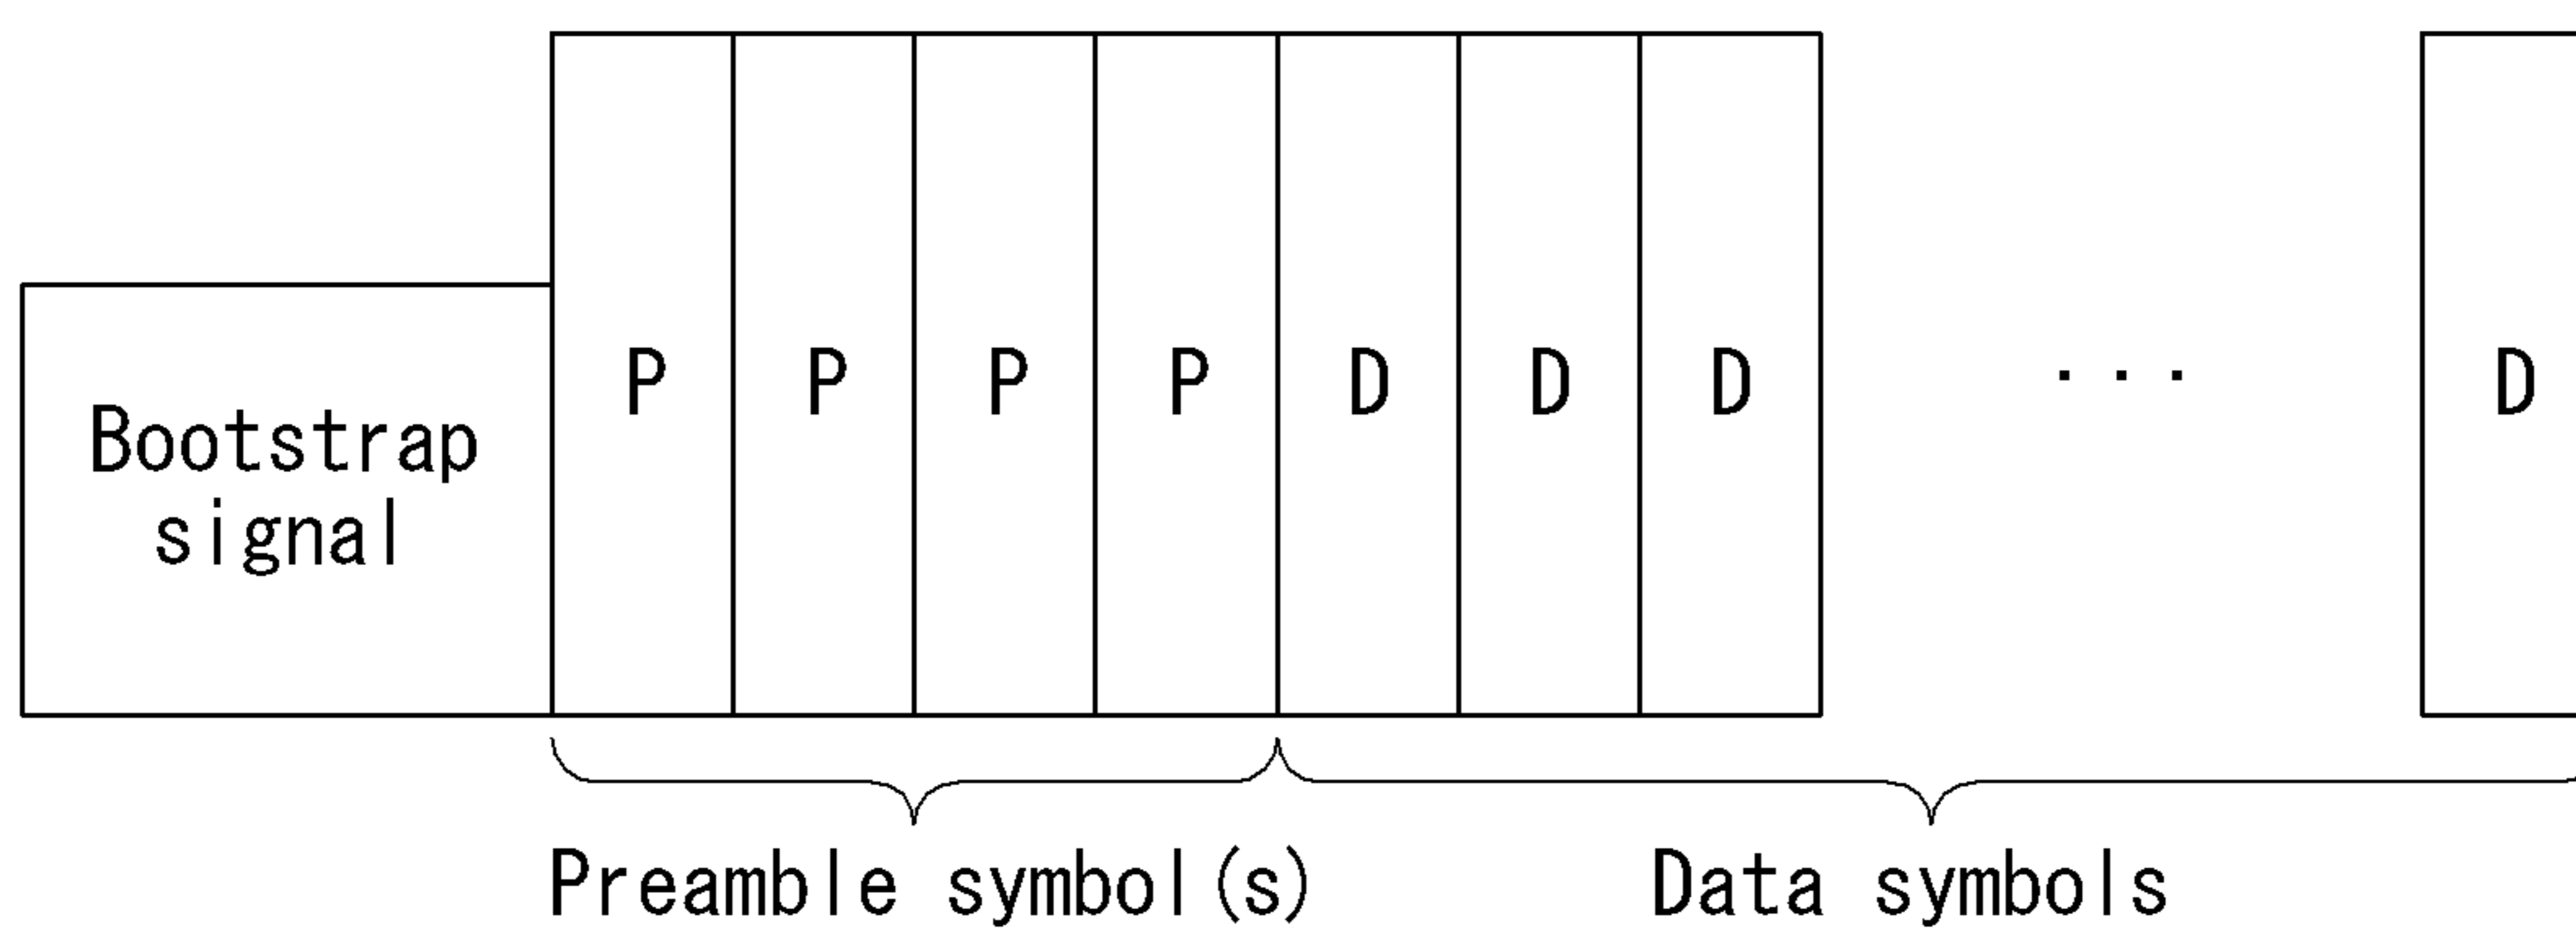 P P P P D D D ... D
Bootstrap
signal
Preamble symbol(s) Data symbols